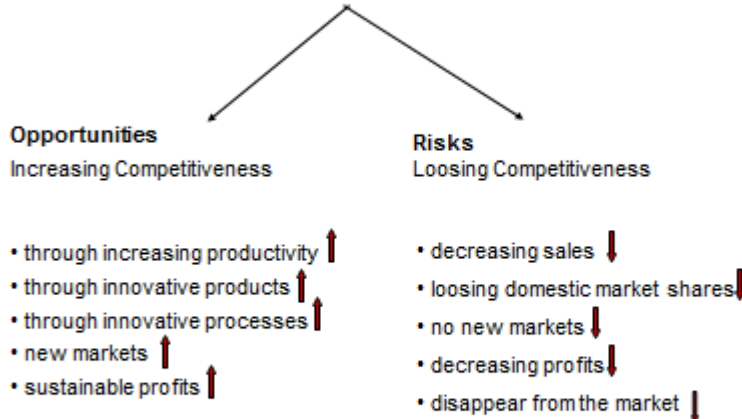 Opportunities
Increasing Competitiveness
• through increasing productivity
• through innovative products
• through innovative processes
• new markets
• sustainable profits
Risks
Loosing Competitiveness
• decreasing sales
• loosing domestic market shares
• no new markets
• decreasing profits
• disappear from the market